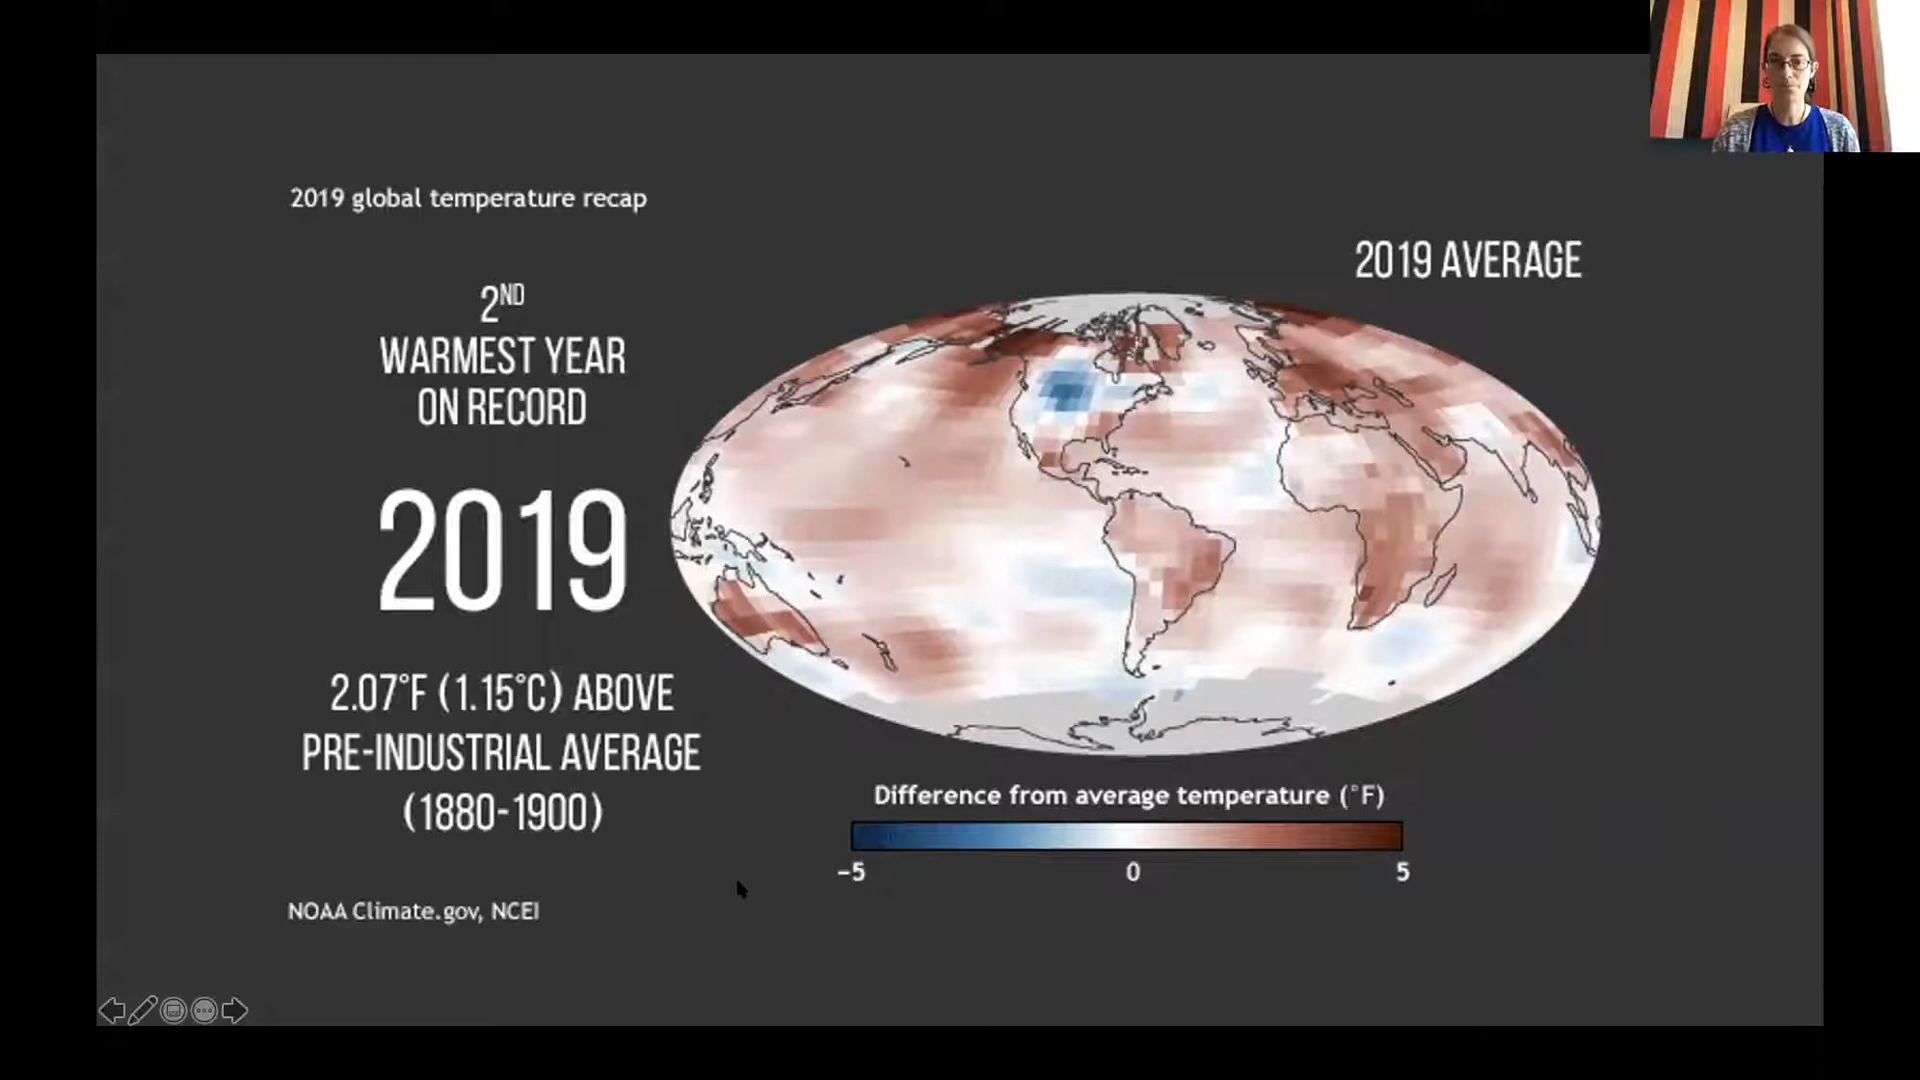 2019 global temperature recap
2019 AVERAGE
2ND
WARMEST YEAR
ON RECORD
2019
2.07°F (1.15°C) ABOVE
PRE-INDUSTRIAL AVERAGE
(1880-1900)
Difference from average temperature (°F)
-5 0 5
NOAA Climate.gov, NCEI